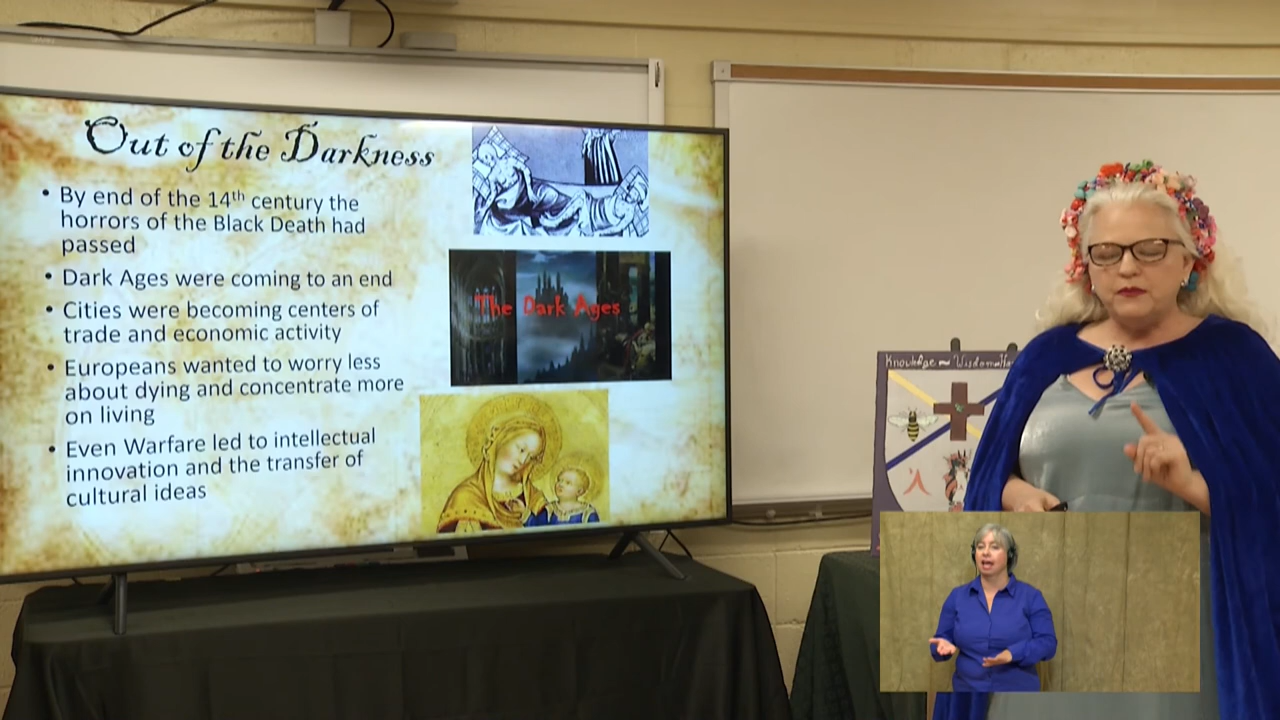 Out of the Darkness
• By end of the 14th century the
horrors of the Black Death had
passed
• Dark Ages were coming to an end
• Cities were becoming centers of
trade and economic activity
• Europeans wanted to worry less
about dying and concentrate more
on living
• Even Warfare led to intellectual
innovation and the transfer of
cultural ideas
The Dark Ages
Knowledge